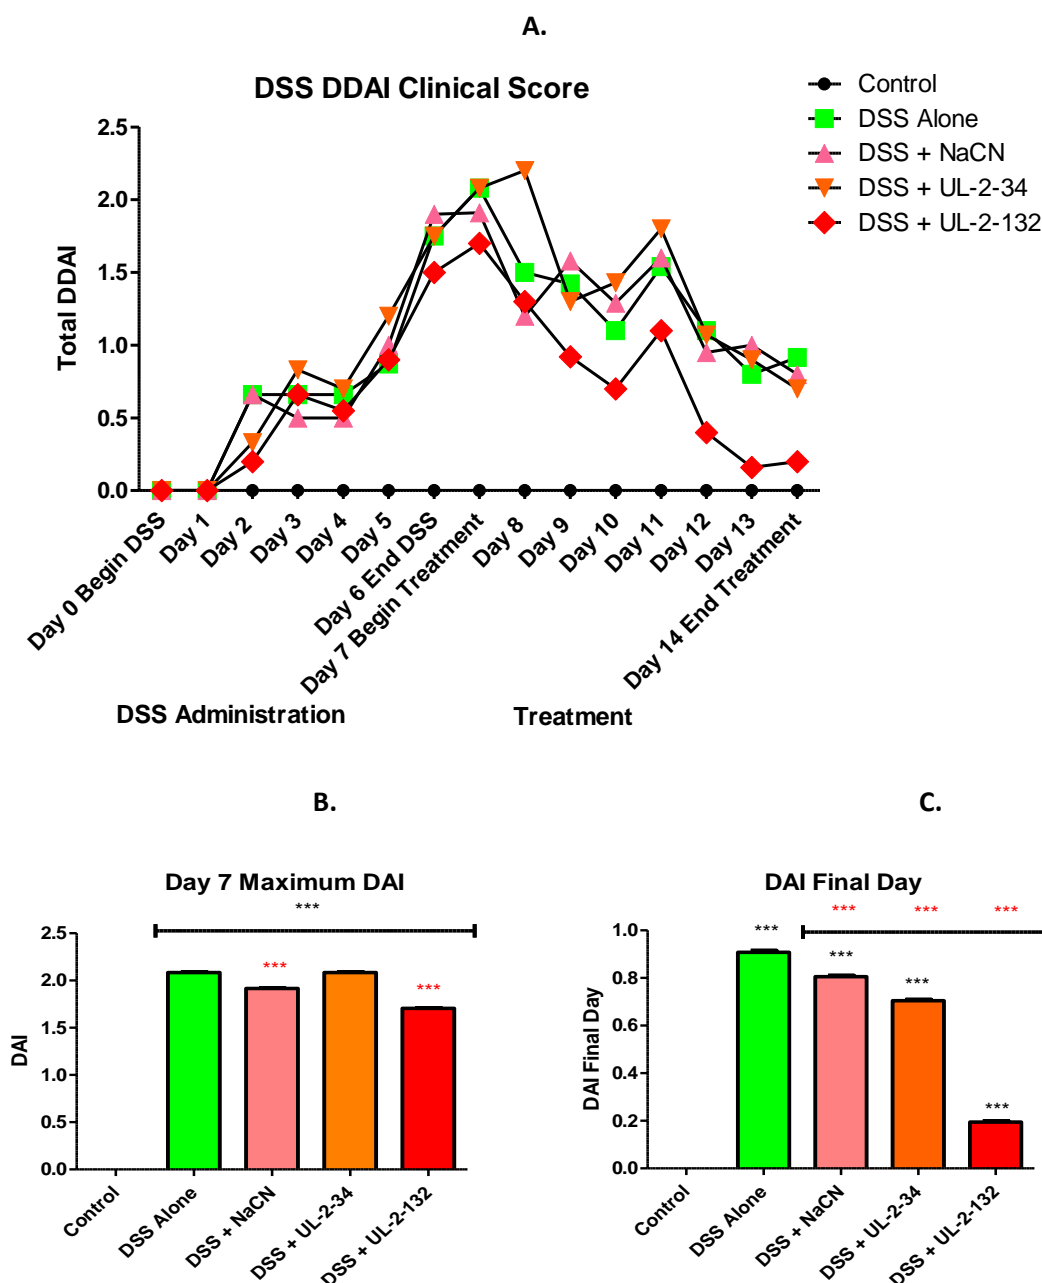 A.
DSS DDAI Clinical Score
Control
DSS Alone
DSS + NaCN
DSS + UL-2-34
DSS + UL-2-132
Total DDAI
2.5
2.0
1.5
1.0
0.5
0.0
Day 0 Begin DSS
Day 1
Day 2
Day 3
Day 4
Day 5
Day 6 End DSS
Day 7 Begin Treatment
Day 8
Day 9
Day 10
Day 11
Day 12
Day 13
Day 14 End Treatment
DSS Administration
Treatment
B.
Day 7 Maximum DAI
***
***
***
DAI
2.5
2.0
1.5
1.0
0.5
0.0
Control
DSS Alone
DSS + NaCN
DSS + UL-2-34
DSS + UL-2-132
C.
DAI Final Day
*** *** ***
***
***
***
***
DAI Final Day
1.0
0.8
0.6
0.4
0.2
0.0
Control
DSS Alone
DSS + NaCN
DSS + UL-2-34
DSS + UL-2-132